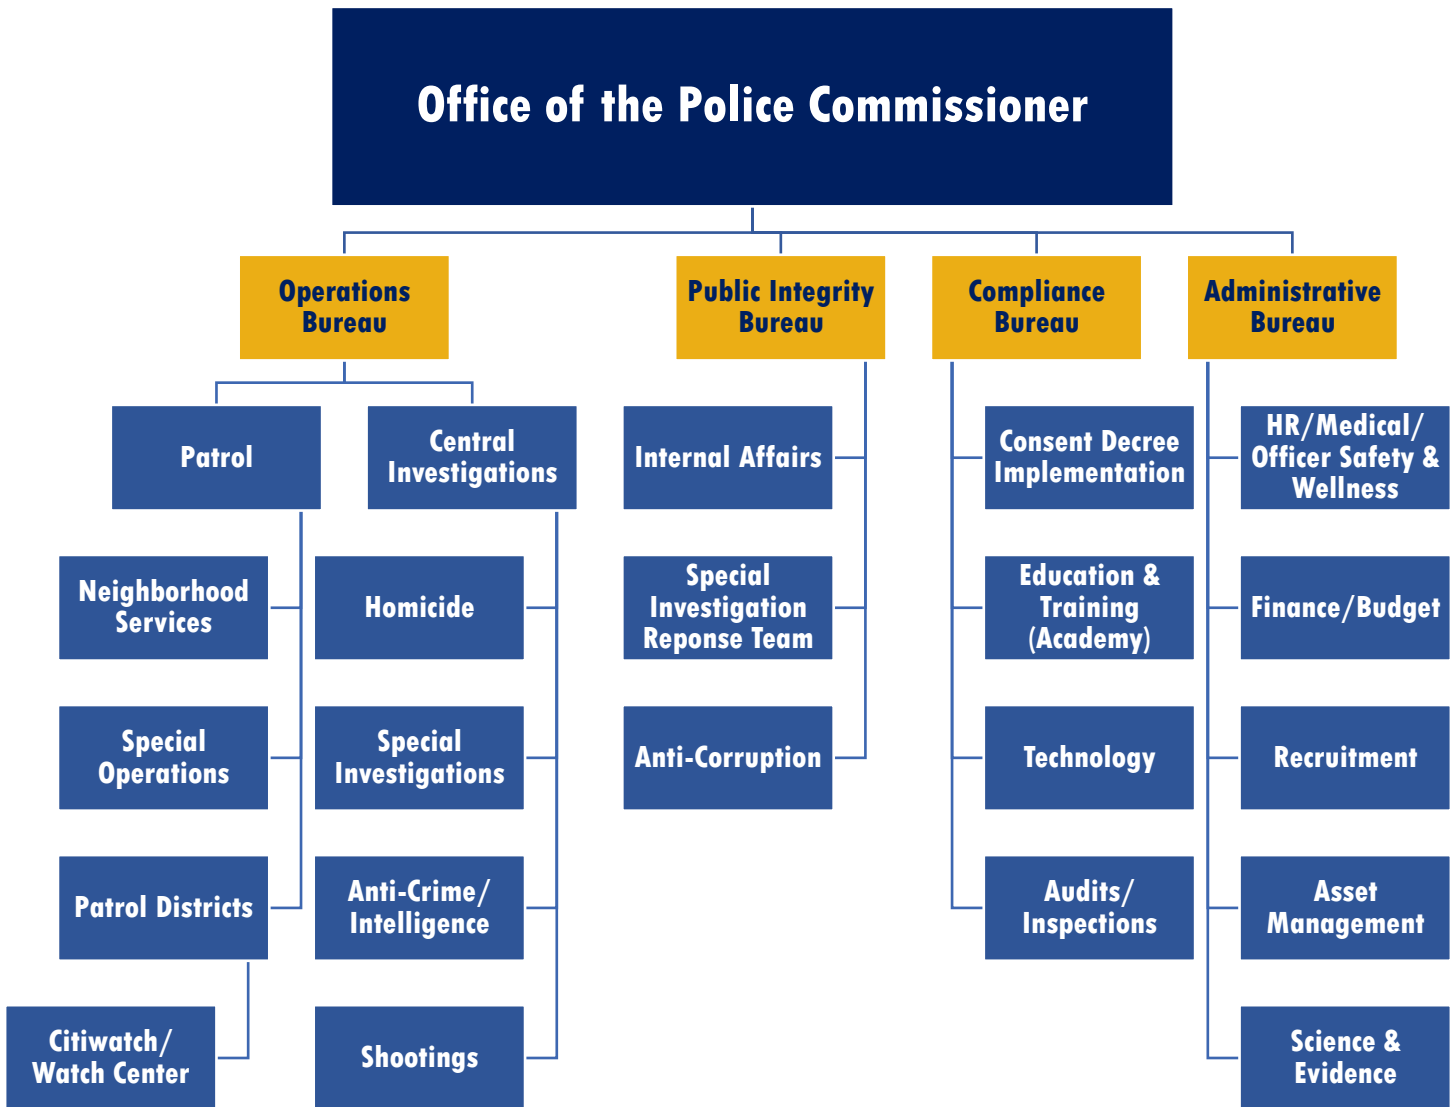 Office of the Police Commissioner
Operations
Bureau
Public Integrity
Bureau
Compliance
Bureau
Administrative
Bureau
Patrol
Central
Investigations
Internal Affairs
Consent Decree
Implementation
HR/Medical/
Officer Safety &
Wellness
Neighborhood
Services
Homicide
Special
Investigation
Reponse Team
Education &
Training
(Academy)
Finance/Budget
Special
Operations
Special
Investigations
Anti-Corruption
Technology
Recruitment
Patrol Districts
Anti-Crime/
Intelligence
Audits/
Inspections
Asset
Management
Citiwatch/
Watch Center
Shootings
Science &
Evidence